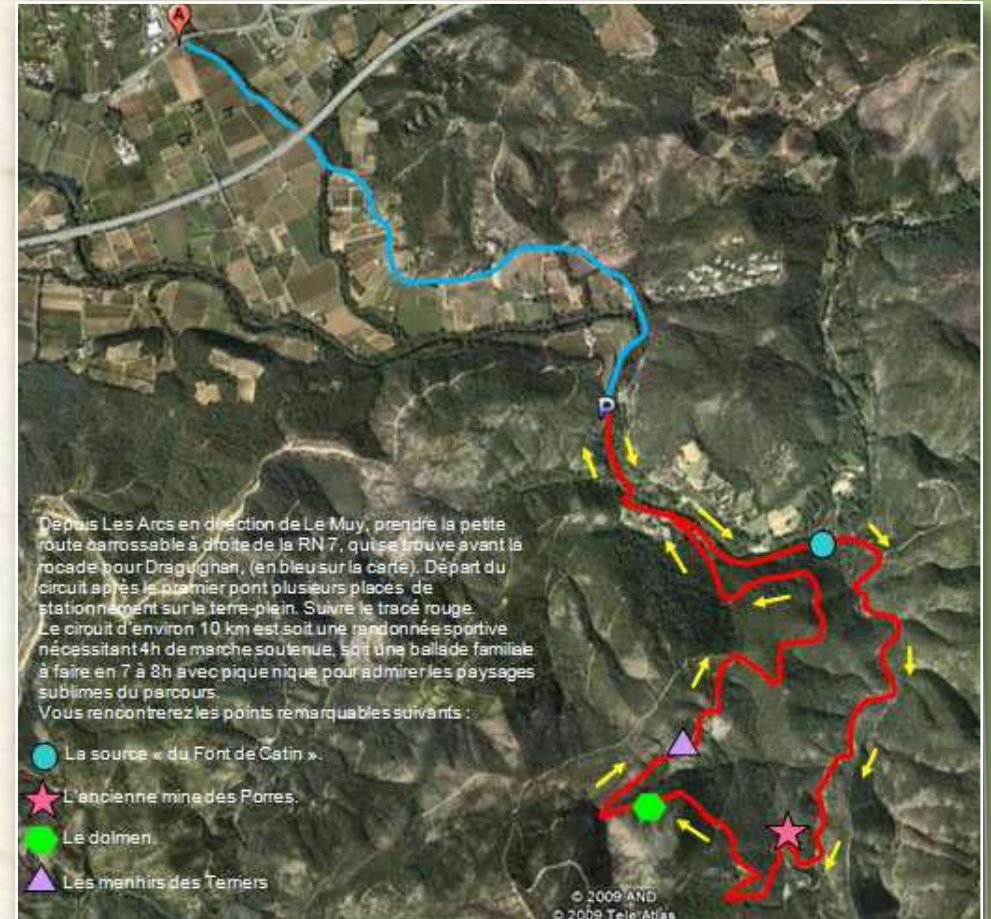 A
P
Depuis Les Arcs en direction de Le Muy, prendre la petite
route carrossable à droite de la RN 7, qui se trouve avant la
rocade pour Draguignan, (en bleu sur la carte). Départ du
circuit après le premier pont plusieurs places de
stationnement sur le terre-plein. Suivre le tracé rouge.
Le circuit d'environ 10 km est soit une randonnée sportive
nécessitant 4h de marche soutenue, soit une ballade familiale
à faire en 7 à 8h avec pique nique pour admirer les paysages
sublimes du parcours.
Vous rencontrerez les points remarquables suivants :
La source « du Font de Catin ».
L'ancienne mine des Porres.
Le dolmen.
Les menhirs des Terriers
© 2009 AND
© 2009 Tele Atlas